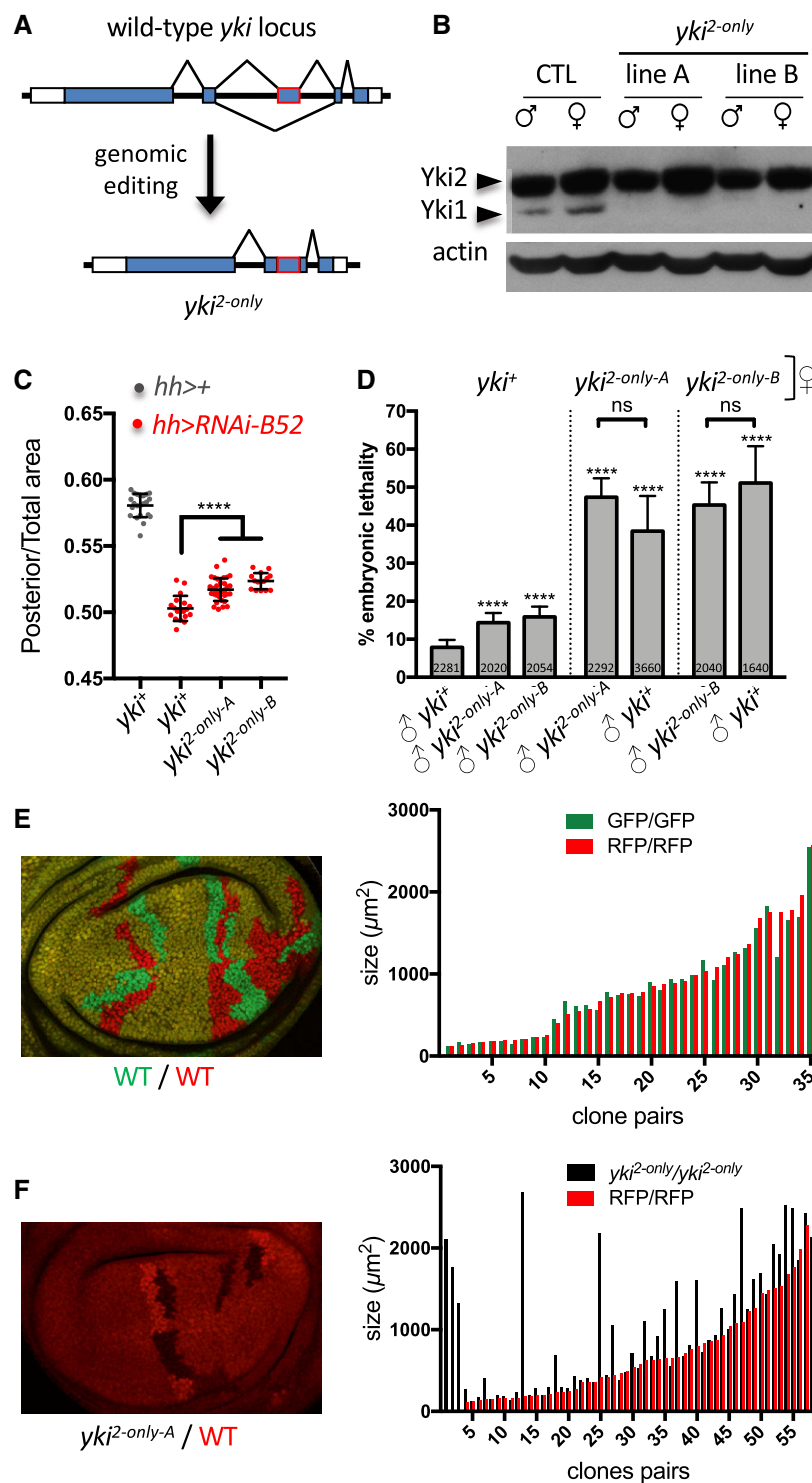 A
wild-type yki locus
genomic
editing
yki2-only
B
yki2-only
CTL
line A
line B
♂ ♀ ♂ ♀ ♂ ♀
Yki2
Yki1
actin
C
hh>+
hh>RNAi-B52
Posterior/Total area
0.65
0.60
0.55
0.50
0.45
****
yki+
yki+
yki2-only-A
yki2-only-B
D
yki+
yki2-only-A
yki2-only-B
♀
ns
ns
% embryonic lethality
70
60
50
40
30
20
10
0
**** **** **** **** **** ****
2281 2020 2054 2292 3660 2040 1640
♂ yki+
♂ yki2-only-A
♂ yki2-only-B
♂ yki2-only-A
♂ yki+
♂ yki2-only-B
♂ yki+
E
WT / WT
GFP/GFP
RFP/RFP
size (µm2)
3000
2000
1000
0
5 10 15 20 25 30 35
clone pairs
F
yki2-only-A / WT
yki2-only/yki2-only
RFP/RFP
size (µm2)
3000
2000
1000
0
5 10 15 20 25 30 35 40 45 50 55
clones pairs